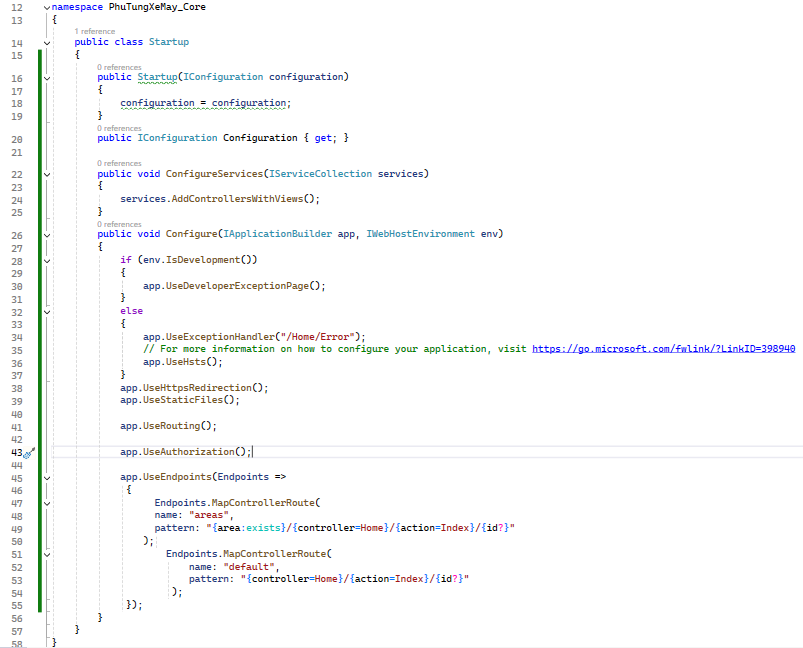 12 namespace PhuTungXeMay_Core
13 {
1 reference
14 public class Startup
15 {
0 references
16 public Startup(IConfiguration configuration)
17 {
18 configuration = configuration;
19 }
0 references
20 public IConfiguration Configuration { get; }
21
0 references
22 public void ConfigureServices(IServiceCollection services)
23 {
24 services.AddControllersWithViews();
25 }
0 references
26 public void Configure(IApplicationBuilder app, IWebHostEnvironment env)
27 {
28 if (env.IsDevelopment())
29 {
30 app.UseDeveloperExceptionPage();
31 }
32 else
33 {
34 app.UseExceptionHandler("/Home/Error");
35 // For more information on how to configure your application, visit https://go.microsoft.com/fwlink/?LinkID=398940
36 app.UseHsts();
37 }
38 app.UseHttpsRedirection();
39 app.UseStaticFiles();
40
41 app.UseRouting();
42
43 app.UseAuthorization();
44
45 app.UseEndpoints(Endpoints =>
46 {
47 Endpoints.MapControllerRoute(
48 name: "areas",
49 pattern: "{area:exists}/{controller=Home}/{action=Index}/{id?}"
50 );
51 Endpoints.MapControllerRoute(
52 name: "default",
53 pattern: "{controller=Home}/{action=Index}/{id?}"
54 );
55 });
56 }
57 }
58 }